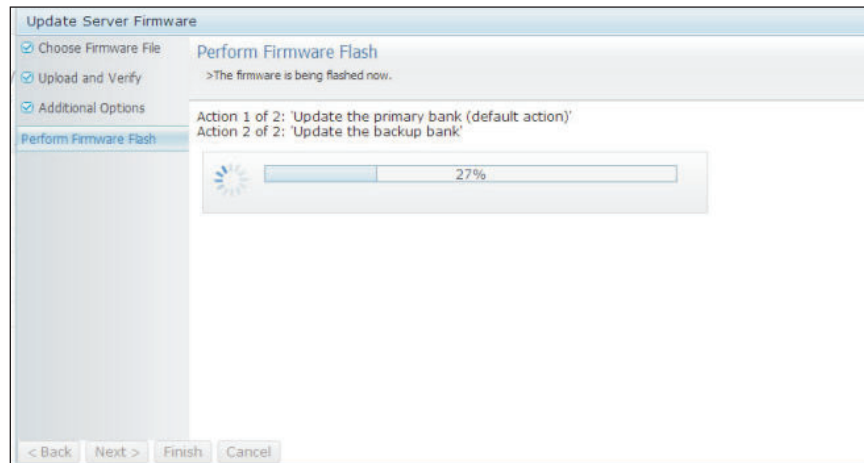 Update Server Firmware
Choose Firmware File
Upload and Verify
Additional Options
Perform Firmware Flash
Perform Firmware Flash
>The firmware is being flashed now.
Action 1 of 2: 'Update the primary bank (default action)'
Action 2 of 2: 'Update the backup bank'
27%
< Back Next > Finish Cancel